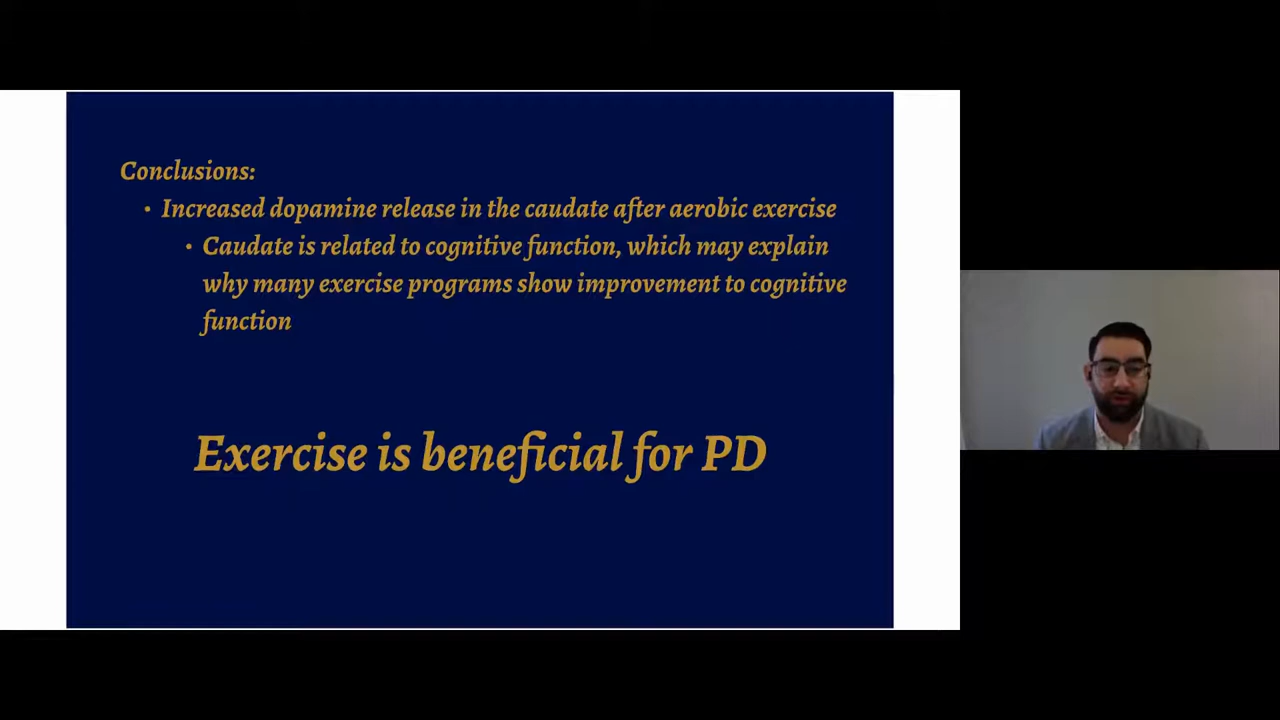 Conclusions:
• Increased dopamine release in the caudate after aerobic exercise
• Caudate is related to cognitive function, which may explain
why many exercise programs show improvement to cognitive
function
Exercise is beneficial for PD